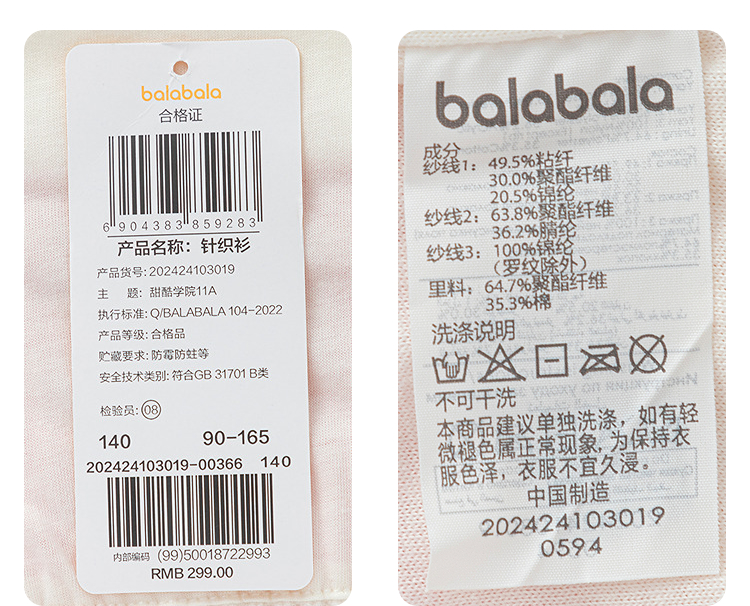 balabala
合格证
6904383859283
产品名称：针织衫
产品货号：202424103019
主　题：甜酷学院11A
执行标准：Q/BALABALA 104-2022
产品等级：合格品
贮藏要求：防霉防蛀等
安全技术类别：符合GB 31701 B类
检验员：08
140 90-165
202424103019-00366 140
内部编码 (99)50018722993
RMB 299.00
balabala
成分
纱线1：49.5%粘纤
30.0%聚酯纤维
20.5%锦纶
纱线2：63.8%聚酯纤维
36.2%腈纶
纱线3：100%锦纶
（罗纹除外）
里料：64.7%聚酯纤维
35.3%棉
洗涤说明
不可干洗
本商品建议单独洗涤，如有轻
微褪色属正常现象，为保持衣
服色泽，衣服不宜久浸。
中国制造
202424103019
0594